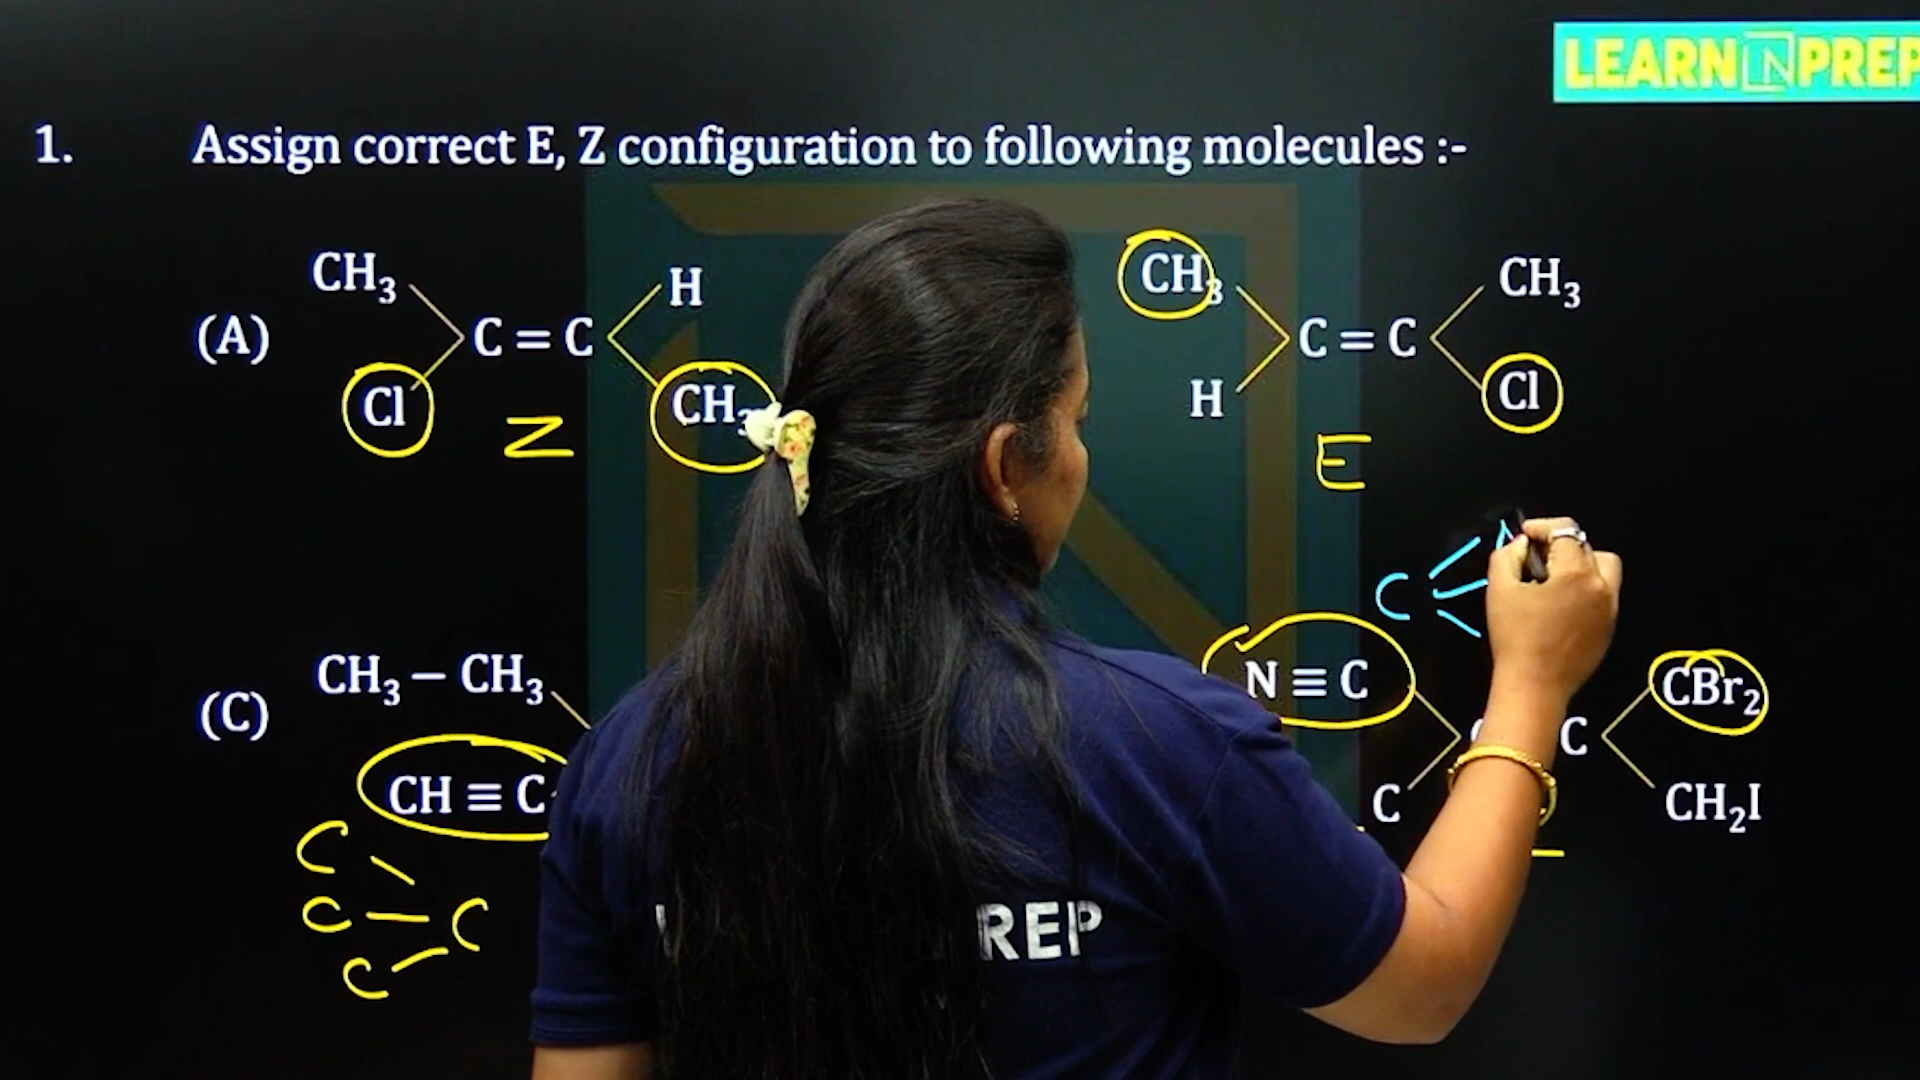 LEARN N PREP
1. Assign correct E, Z configuration to following molecules :-
(A)
CH₃
H
C = C
Cl
CH₃
Z
CH₃
CH₃
C = C
H
Cl
E
C
(C)
CH₃ – CH₃
CH ≡ C
C
C – C
C
N ≡ C
CBr₂
C
C
CH₂I
REP